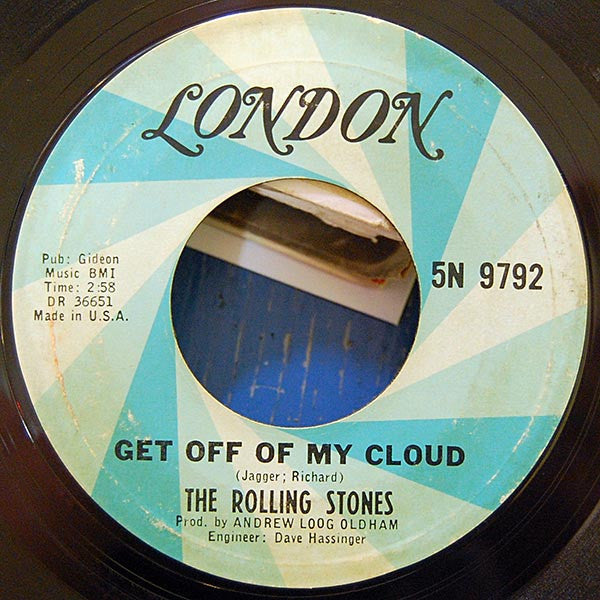 LONDON
Pub: Gideon
Music BMI
Time: 2:58
DR 36651
Made in U.S.A.
5N 9792
GET OFF OF MY CLOUD
(Jagger; Richard)
THE ROLLING STONES
Prod. by ANDREW LOOG OLDHAM
Engineer: Dave Hassinger